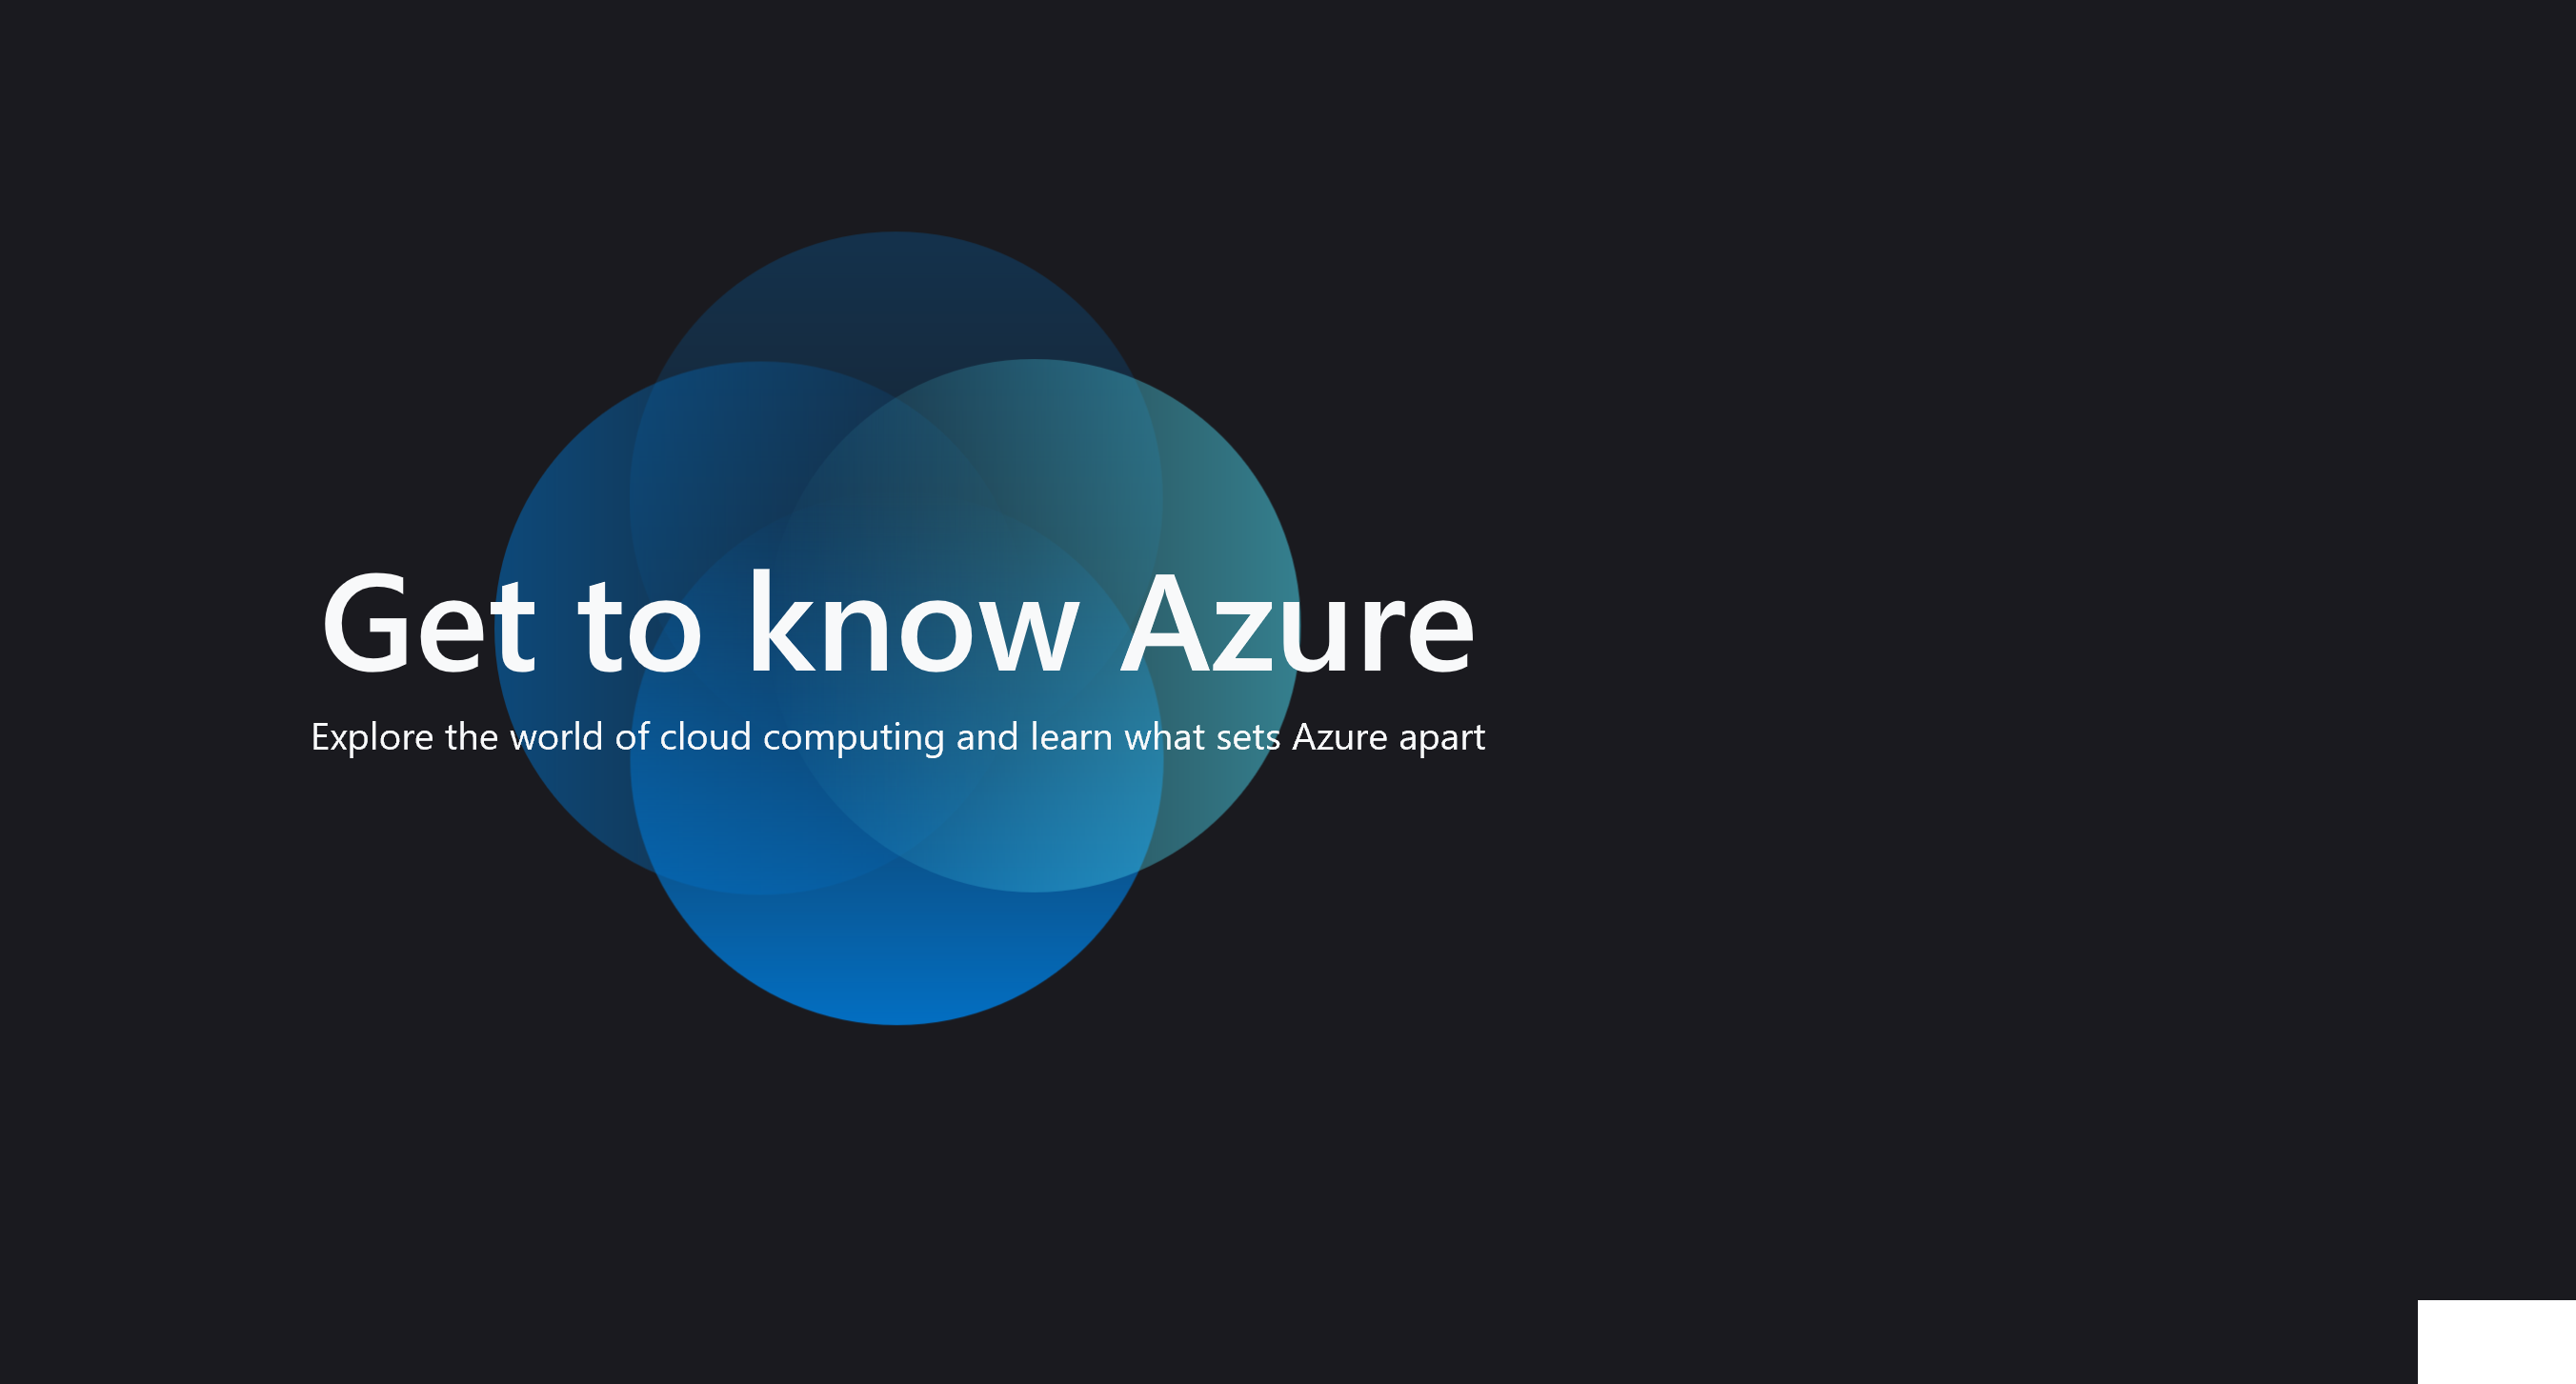 Get to know Azure
Explore the world of cloud computing and learn what sets Azure apart